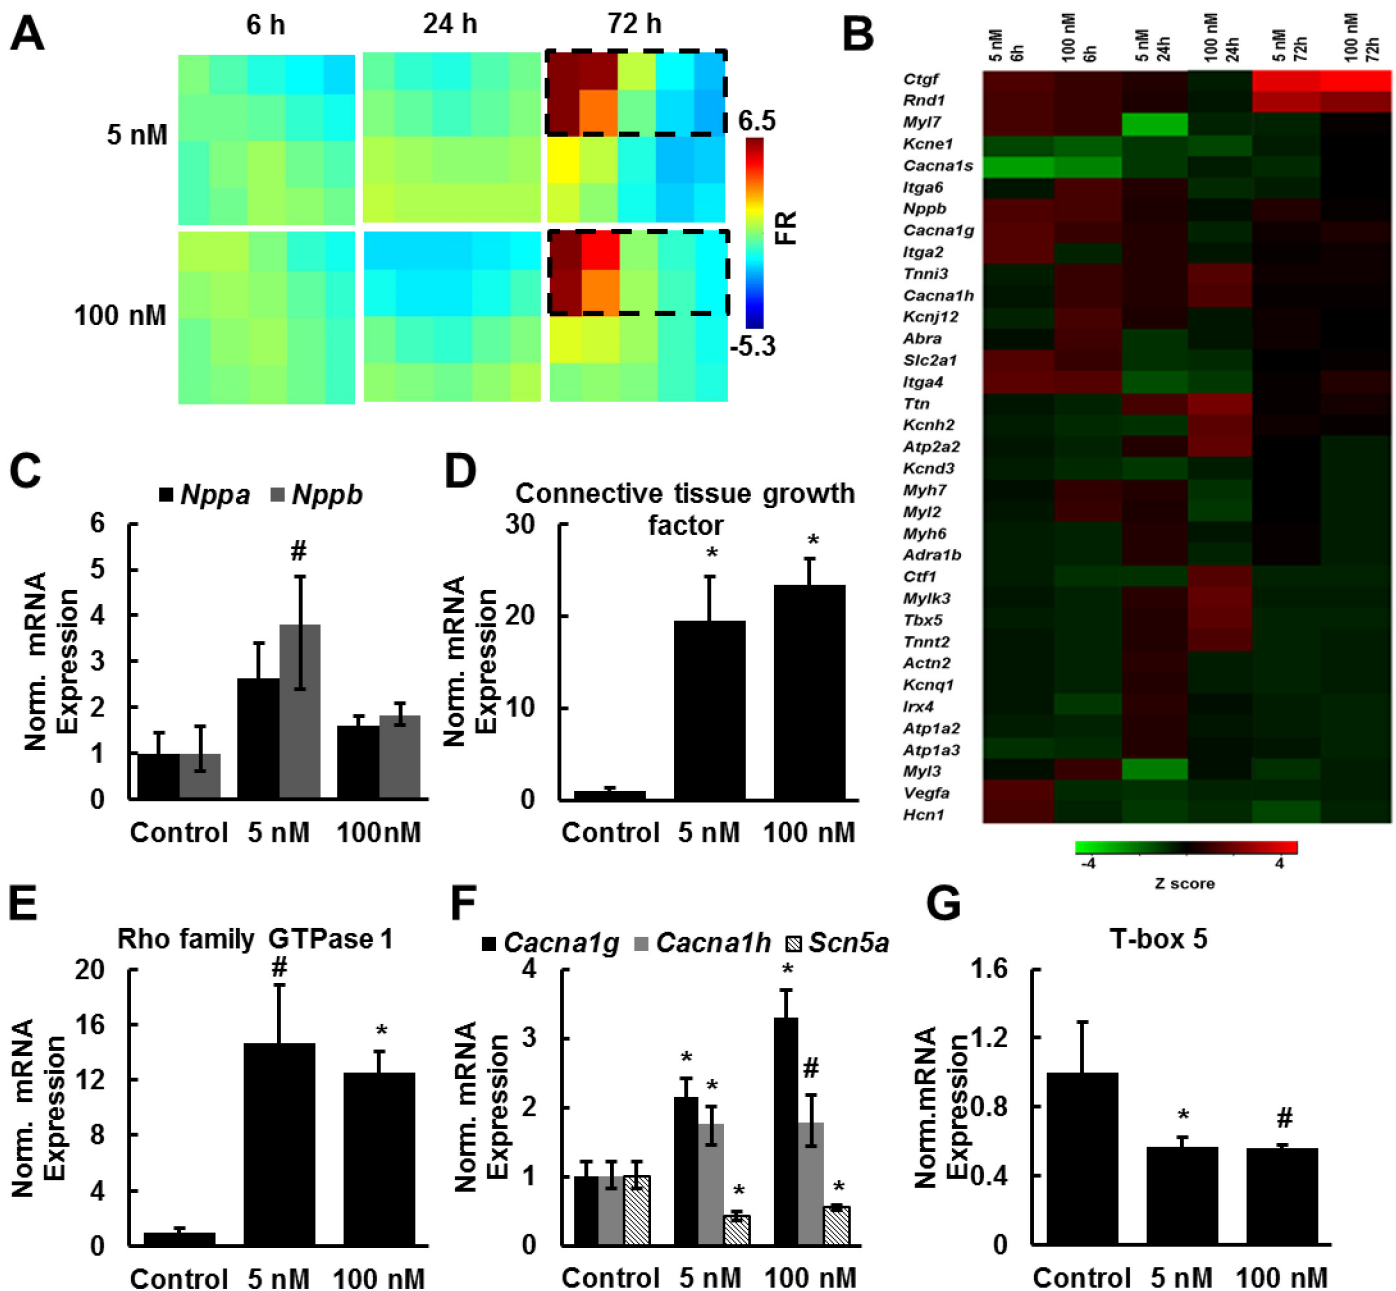 A
6 h
24 h
72 h
5 nM
100 nM
6.5
FR
-5.3
B
5 nM 6h
100 nM 6h
5 nM 24h
100 nM 24h
5 nM 72h
100 nM 72h
Ctgf
Rnd1
Myl7
Kcne1
Cacna1s
Itga6
Nppb
Cacna1g
Itga2
Tnni3
Cacna1h
Kcnj12
Abra
Slc2a1
Itga4
Ttn
Kcnh2
Atp2a2
Kcnd3
Myh7
Myl2
Myh6
Adra1b
Ctf1
Mylk3
Tbx5
Tnnt2
Actn2
Kcnq1
Irx4
Atp1a2
Atp1a3
Myl3
Vegfa
Hcn1
-4
4
Z score
C
Nppa Nppb
Norm. mRNA
Expression
6
5
4
3
2
1
0
#
Control 5 nM 100nM
D
Connective tissue growth
factor
Norm. mRNA
Expression
30
20
10
0
* *
Control 5 nM 100 nM
E
Rho family GTPase 1
Norm. mRNA
Expression
20
16
12
8
4
0
# *
Control 5 nM 100 nM
F
Cacna1g Cacna1h Scn5a
Norm. mRNA
Expression
4
3
2
1
0
* * * * # *
Control 5 nM 100 nM
G
T-box 5
Norm.mRNA
Expression
1.6
1.2
0.8
0.4
0
* #
Control 5 nM 100 nM